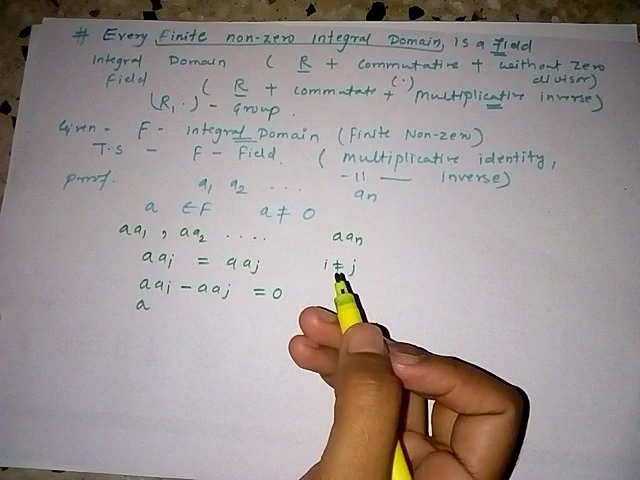 # Every finite non-zero integral Domain, is a field
Integral Domain ( R + commutative + without zero divisor)
field ( R + commutate + (·) multiplicative inverse)
(R, ·) - Group.
Given - F - integral Domain (finite Non-zero)
T.S - F - Field. ( multiplicative identity,
-11- inverse)
proof. a1 a2 ... an
a ∈ F a ≠ 0
aa1, aa2 .... aan
aai = aaj i ≠ j
aai - aaj = 0
a